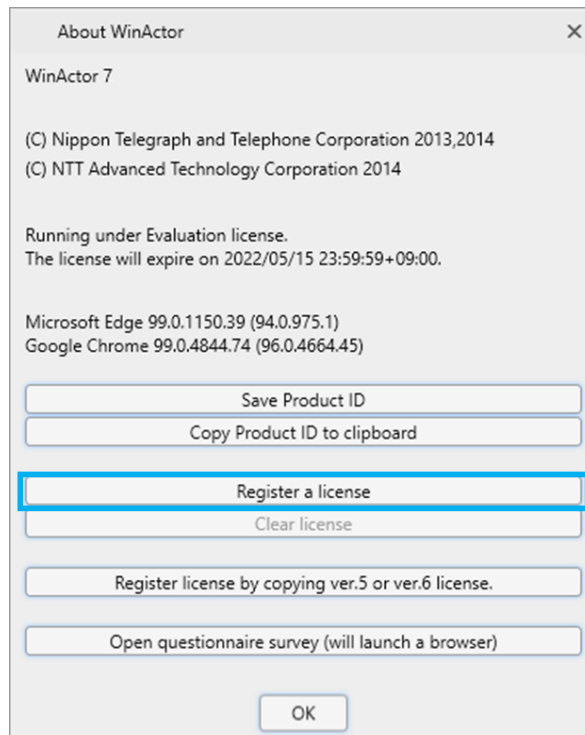 About WinActor
WinActor 7
(C) Nippon Telegraph and Telephone Corporation 2013,2014
(C) NTT Advanced Technology Corporation 2014
Running under Evaluation license.
The license will expire on 2022/05/15 23:59:59+09:00.
Microsoft Edge 99.0.1150.39 (94.0.975.1)
Google Chrome 99.0.4844.74 (96.0.4664.45)
Save Product ID
Copy Product ID to clipboard
Register a license
Clear license
Register license by copying ver.5 or ver.6 license.
Open questionnaire survey (will launch a browser)
OK